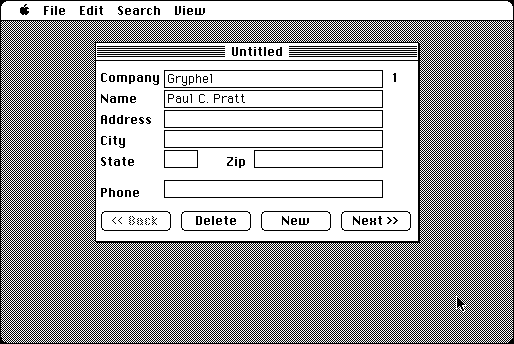 File Edit Search View
Untitled
Company Gryphel 1
Name Paul C. Pratt
Address
City
State Zip
Phone
<< Back Delete New Next >>